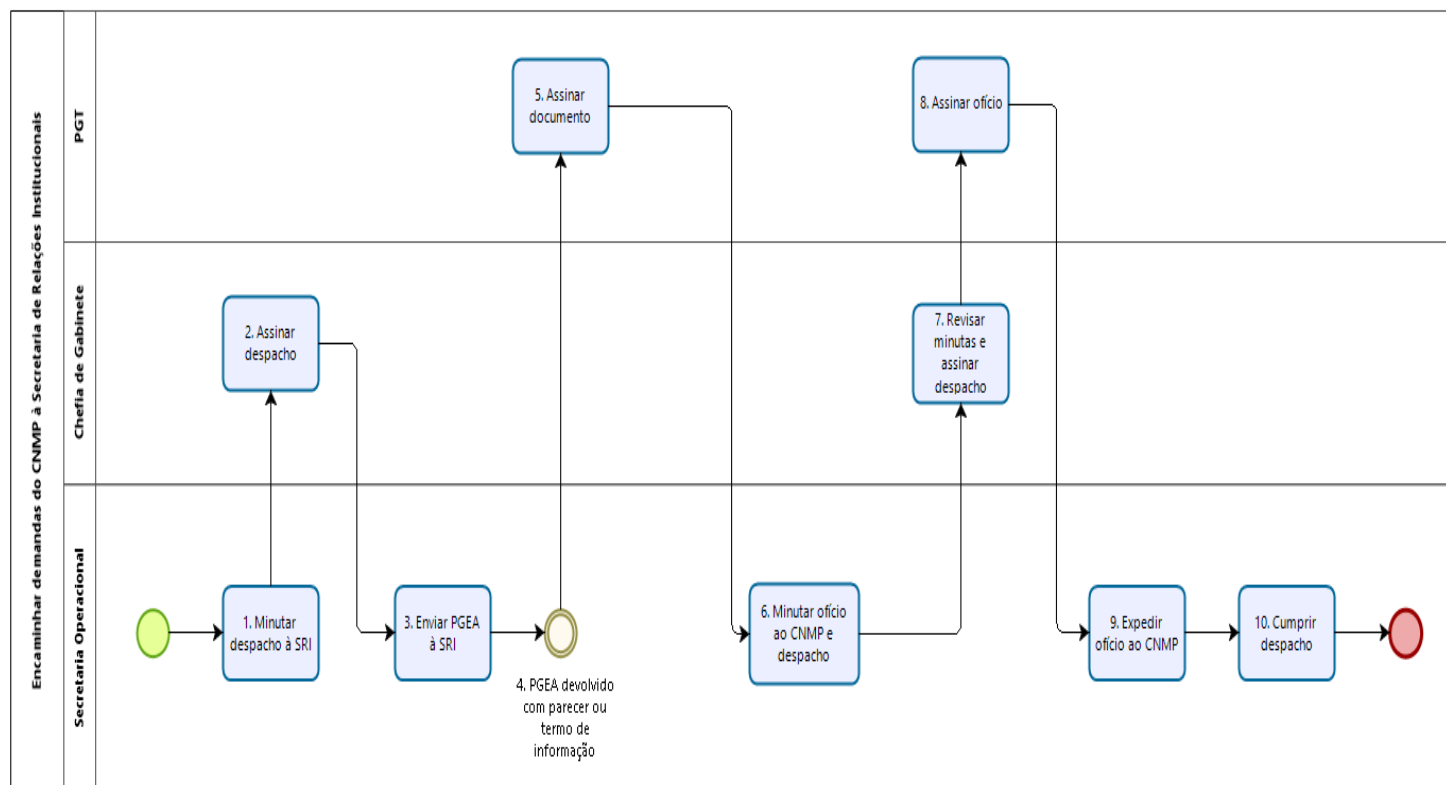 Encaminhar demandas do CNMP à Secretaria de Relações Institucionais
PGT
5. Assinar
documento
8. Assinar ofício
Chefia de Gabinete
2. Assinar
despacho
7. Revisar
minutas e
assinar
despacho
Secretaria Operacional
1. Minutar
despacho à SRI
3. Enviar PGEA
à SRI
4. PGEA devolvido
com parecer ou
termo de
informação
6. Minutar ofício
ao CNMP e
despacho
9. Expedir
ofício ao CNMP
10. Cumprir
despacho